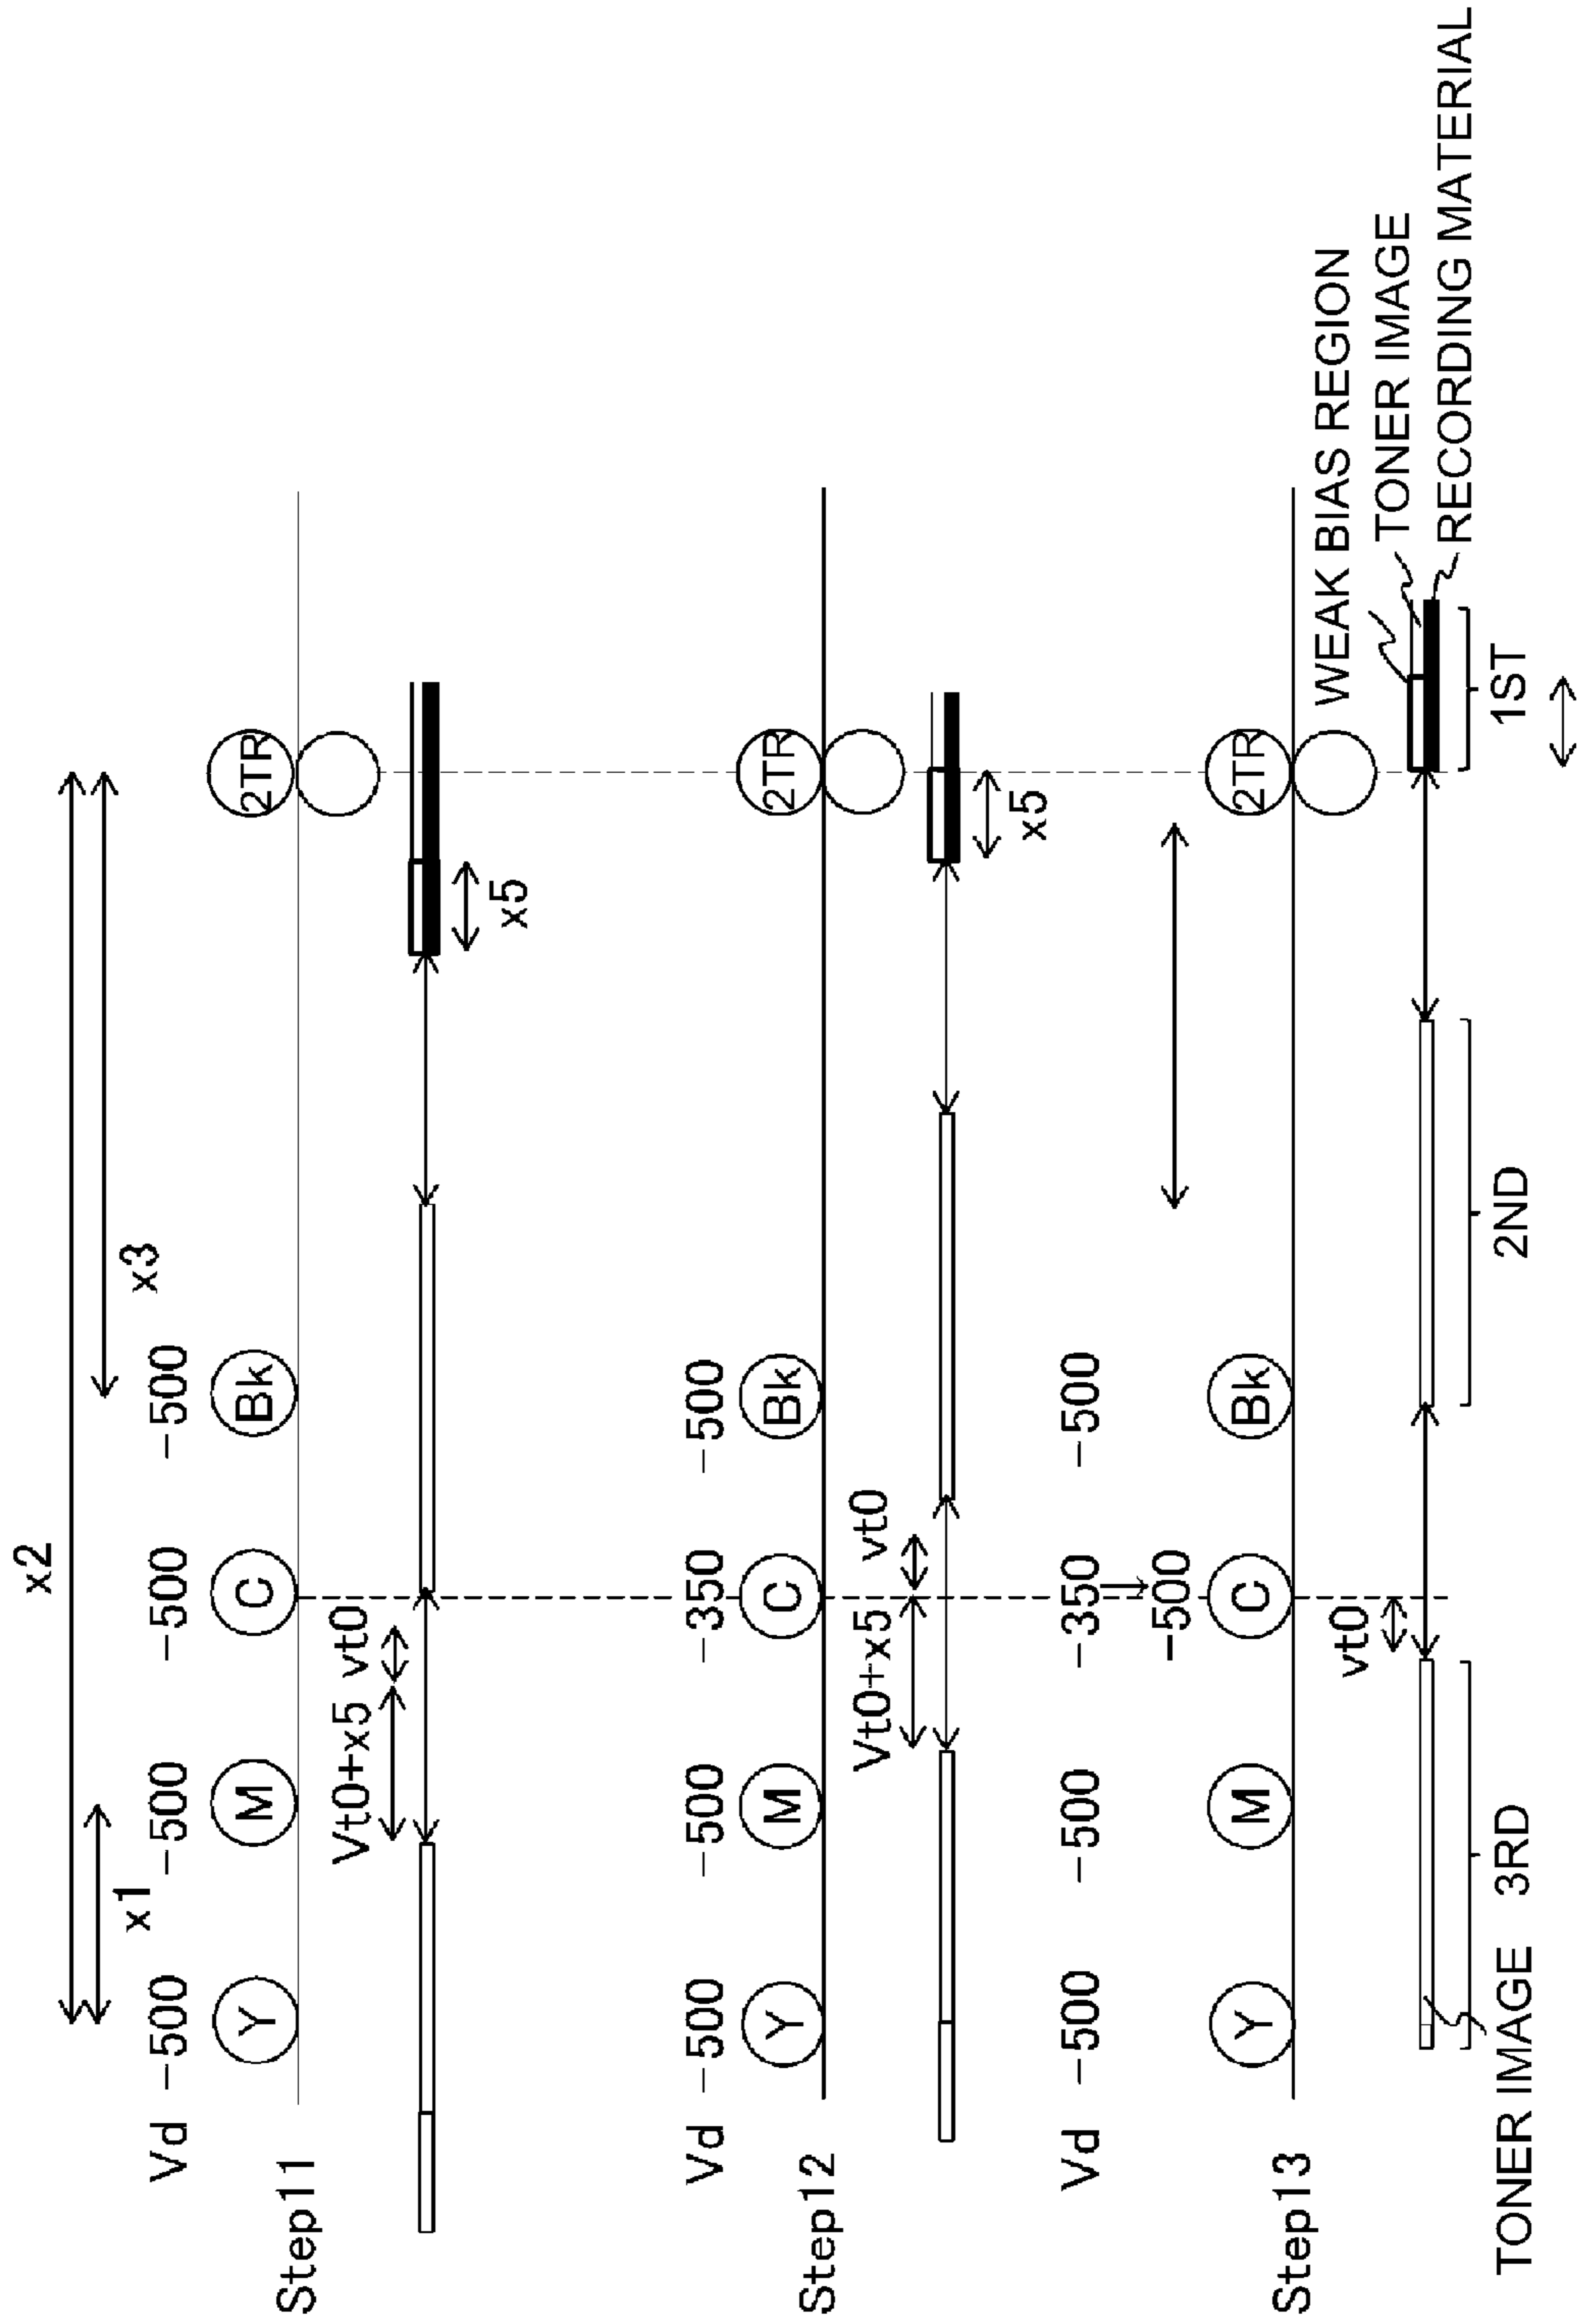 x2
x1
x3
Vd -500 -500 -500 -500
Step11 Y M C Bk 2TR
Vt0+x5 vt0
x5
Vd -500 -500 -350 -500
Step12 Y M C Bk 2TR
Vt0+x5 vt0
x5
Vd -500 -500 -350 -500
-500
Step13 Y M C Bk 2TR
vt0
WEAK BIAS REGION
TONER IMAGE
RECORDING MATERIAL
TONER IMAGE 3RD 2ND 1ST